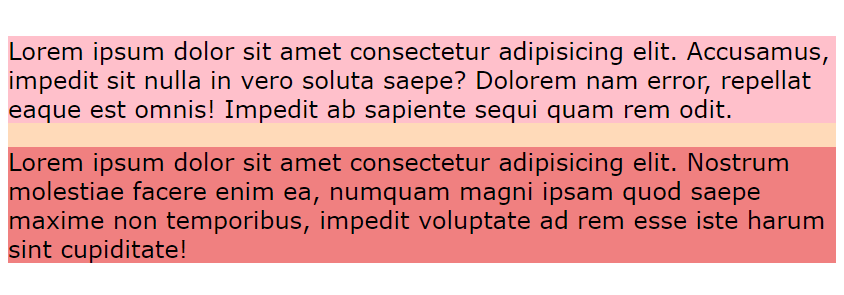 Lorem ipsum dolor sit amet consectetur adipisicing elit. Accusamus,
impedit sit nulla in vero soluta saepe? Dolorem nam error, repellat
eaque est omnis! Impedit ab sapiente sequi quam rem odit.
Lorem ipsum dolor sit amet consectetur adipisicing elit. Nostrum
molestiae facere enim ea, numquam magni ipsam quod saepe
maxime non temporibus, impedit voluptate ad rem esse iste harum
sint cupiditate!